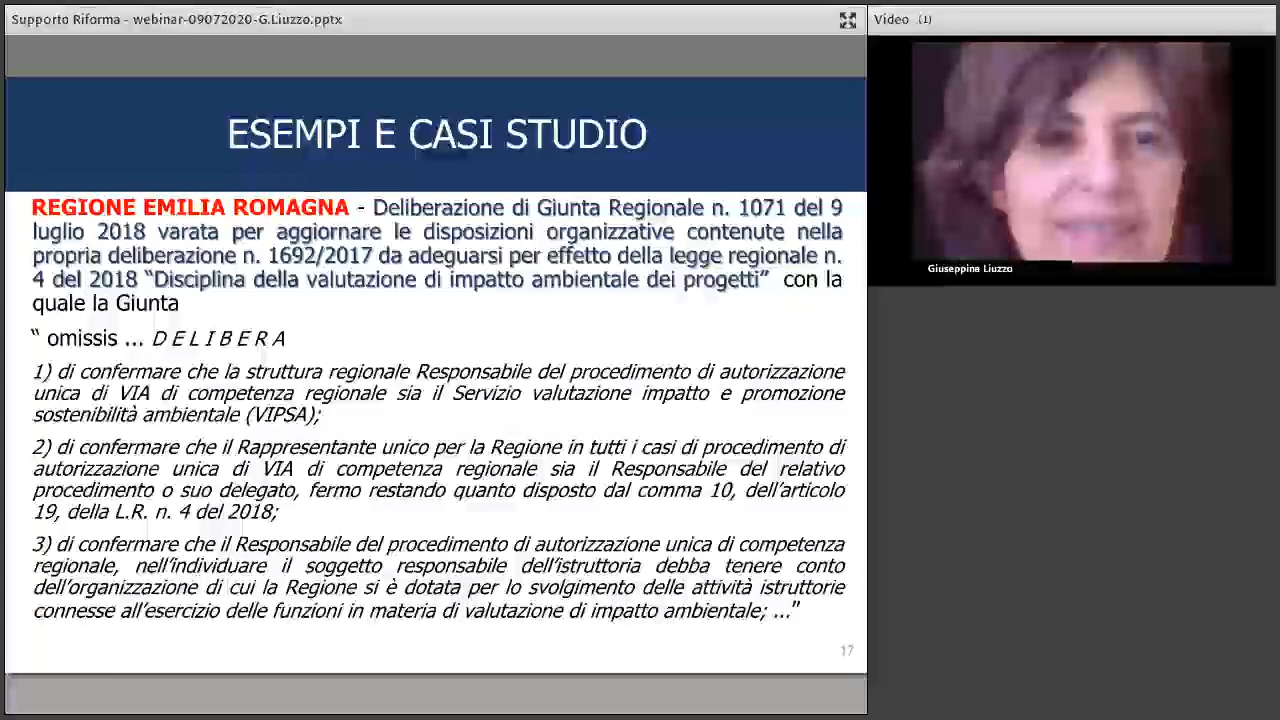 Supporto Riforma - webinar-09072020-G.Liuzzo.pptx
Video (1)
ESEMPI E CASI STUDIO
REGIONE EMILIA ROMAGNA - Deliberazione di Giunta Regionale n. 1071 del 9
luglio 2018 varata per aggiornare le disposizioni organizzative contenute nella
propria deliberazione n. 1692/2017 da adeguarsi per effetto della legge regionale n.
4 del 2018 “Disciplina della valutazione di impatto ambientale dei progetti” con la
quale la Giunta
“ omissis ... D E L I B E R A
1) di confermare che la struttura regionale Responsabile del procedimento di autorizzazione
unica di VIA di competenza regionale sia il Servizio valutazione impatto e promozione
sostenibilità ambientale (VIPSA);
2) di confermare che il Rappresentante unico per la Regione in tutti i casi di procedimento di
autorizzazione unica di VIA di competenza regionale sia il Responsabile del relativo
procedimento o suo delegato, fermo restando quanto disposto dal comma 10, dell’articolo
19, della L.R. n. 4 del 2018;
3) di confermare che il Responsabile del procedimento di autorizzazione unica di competenza
regionale, nell’individuare il soggetto responsabile dell’istruttoria debba tenere conto
dell’organizzazione di cui la Regione si è dotata per lo svolgimento delle attività istruttorie
connesse all’esercizio delle funzioni in materia di valutazione di impatto ambientale; ...”
17
Giuseppina Liuzzo